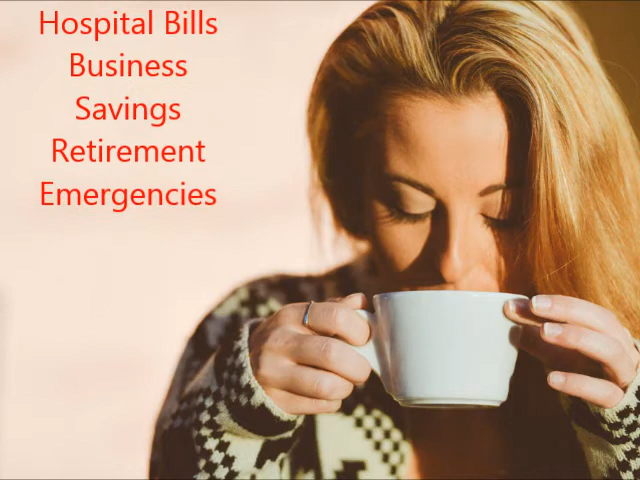 Hospital Bills
Business
Savings
Retirement
Emergencies